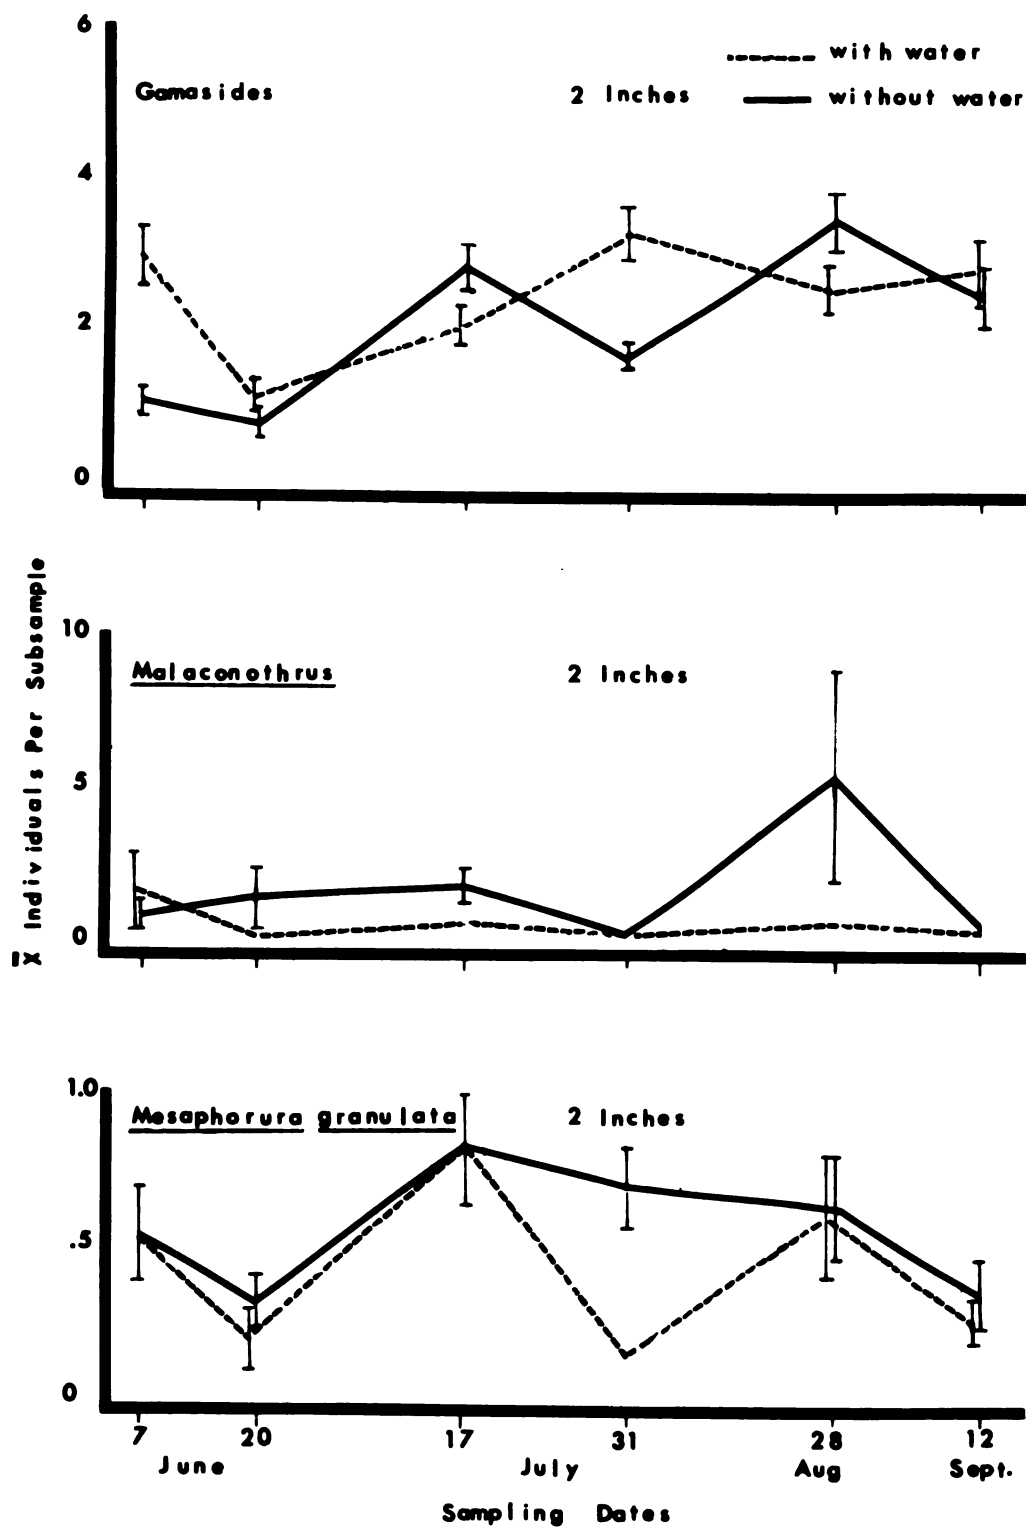 6
with water
Gamasides 2 Inches without water
4
2
0
X̅ Individuals Per Subsample
10
Malaconothrus 2 Inches
5
0
1.0
Mesaphorura granulata 2 Inches
.5
0
7 20 17 31 28 12
June July Aug Sept.
Sampling Dates